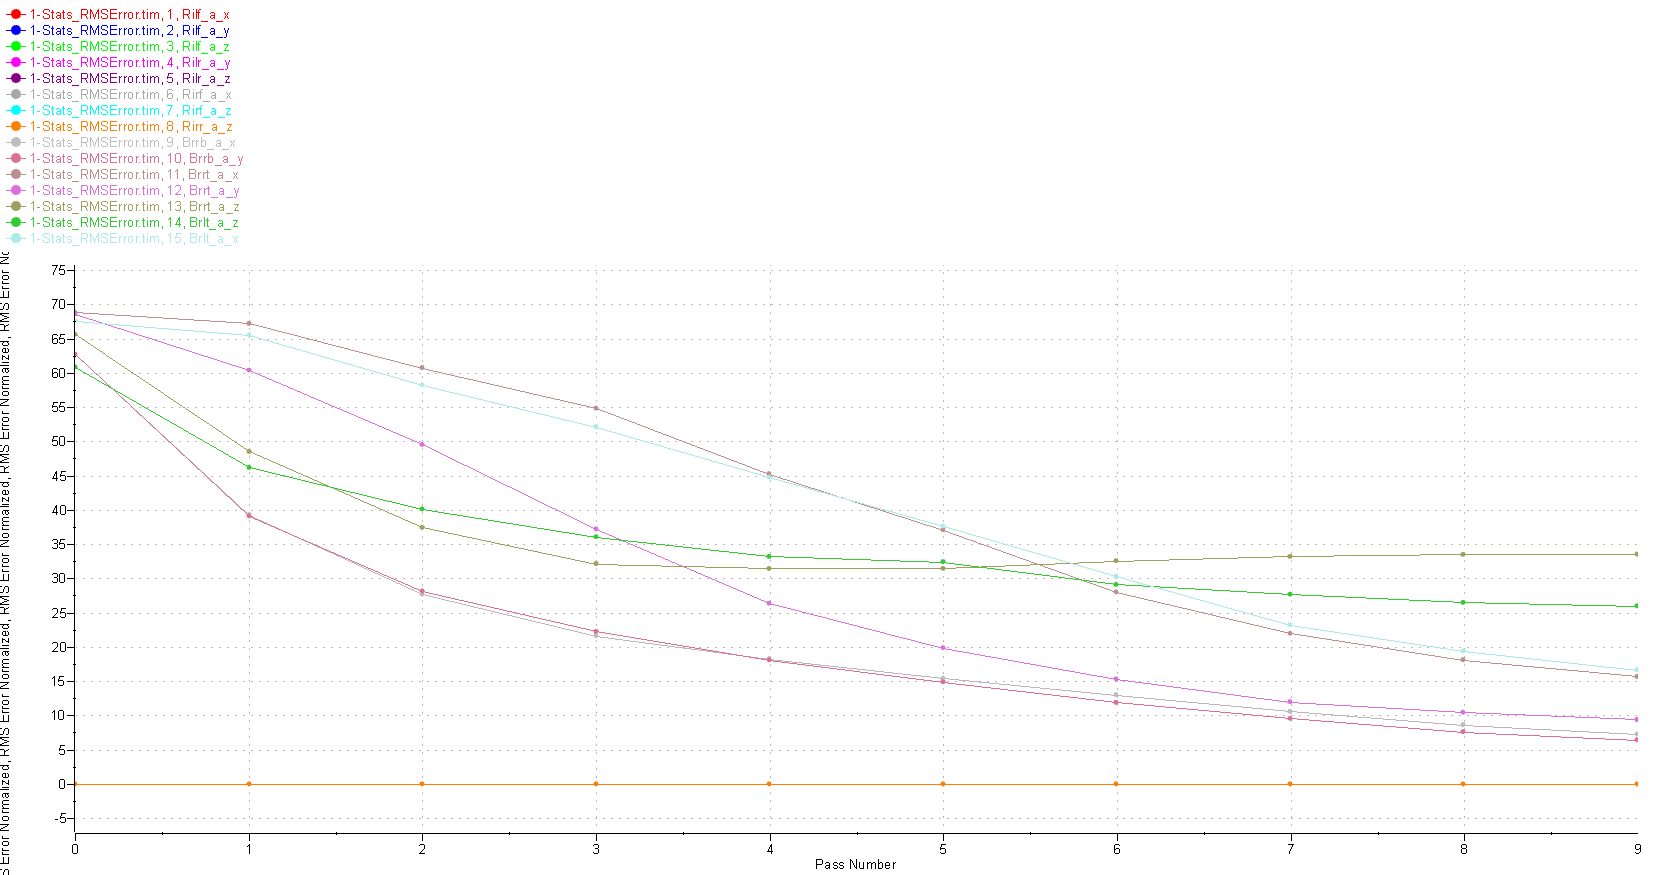 1-Stats_RMSError.tim, 1, Rilf_a_x
1-Stats_RMSError.tim, 2, Rilf_a_y
1-Stats_RMSError.tim, 3, Rilf_a_z
1-Stats_RMSError.tim, 4, Rilr_a_y
1-Stats_RMSError.tim, 5, Rilr_a_z
1-Stats_RMSError.tim, 6, Rirf_a_x
1-Stats_RMSError.tim, 7, Rirf_a_z
1-Stats_RMSError.tim, 8, Rirr_a_z
1-Stats_RMSError.tim, 9, Brrb_a_x
1-Stats_RMSError.tim, 10, Brrb_a_y
1-Stats_RMSError.tim, 11, Brrt_a_x
1-Stats_RMSError.tim, 12, Brrt_a_y
1-Stats_RMSError.tim, 13, Brrt_a_z
1-Stats_RMSError.tim, 14, Brlt_a_z
1-Stats_RMSError.tim, 15, Brlt_a_x
S Error Normalized, RMS Error Normalized, RMS Error Normalized, RMS Error Normalized, RMS Error No
75
70
65
60
55
50
45
40
35
30
25
20
15
10
5
0
-5
0 1 2 3 4 5 6 7 8 9
Pass Number